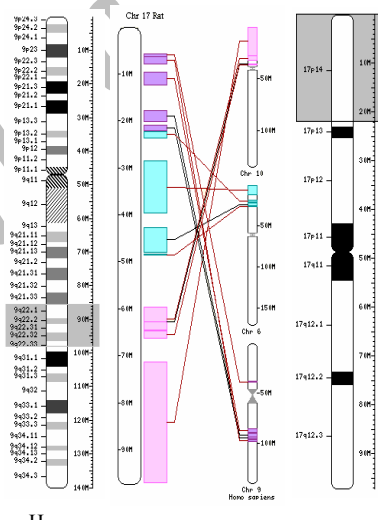 Chr 17 Rat
9p24.3
9p24.2
9p24.1
9p23
9p22.3
9p22.2
9p22.1
9p21.3
9p21.2
9p21.1
9p13.3
9p13.2
9p13.1
9p12
9p11.2
9p11.1
9q11
9q12
9q13
9q21.11
9q21.12
9q21.13
9q21.2
9q21.31
9q21.32
9q21.33
9q22.1
9q22.2
9q22.31
9q22.32
9q22.33
9q31.1
9q31.2
9q31.3
9q32
9q33.1
9q33.2
9q33.3
9q34.11
9q34.12
9q34.13
9q34.2
9q34.3
10M
20M
30M
40M
50M
60M
70M
80M
90M
100M
110M
120M
130M
140M
10M
20M
30M
40M
50M
60M
70M
80M
90M
50M
100M
Chr 10
50M
100M
150M
Chr 6
50M
100M
Chr 9
Homo sapiens
17p14
17p13
17p12
17p11
17q11
17q12.1
17q12.2
17q12.3
10M
20M
30M
40M
50M
60M
70M
80M
90M